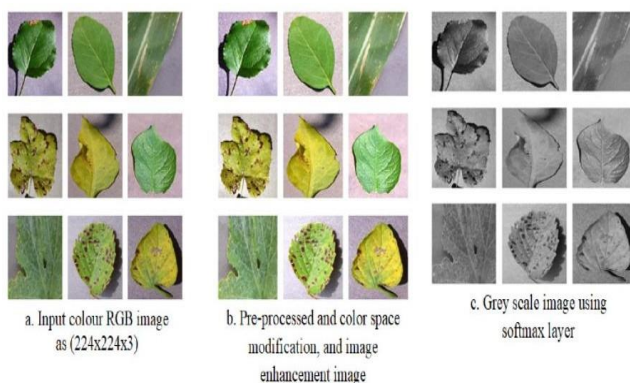 a. Input colour RGB image
as (224x224x3)
b. Pre-processed and color space
modification, and image
enhancement image
c. Grey scale image using
softmax layer